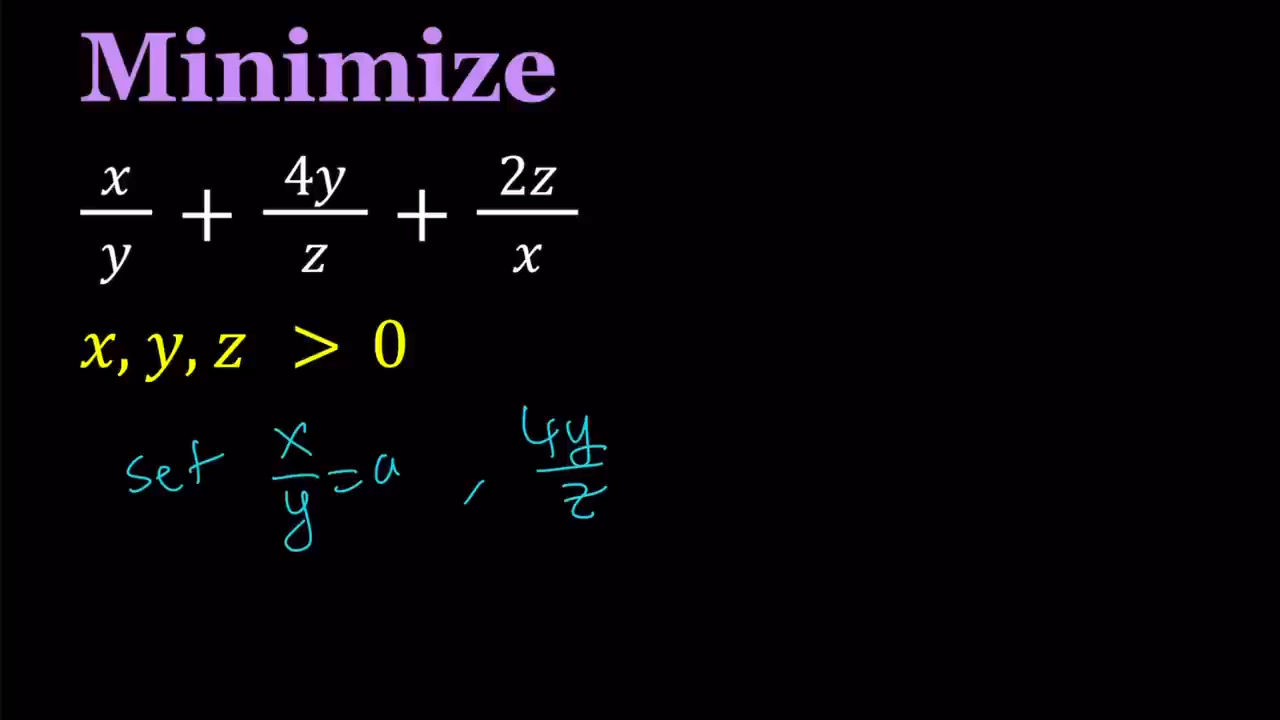 Minimize
x/y + 4y/z + 2z/x
x, y, z > 0
set x/y = a , 4y/z